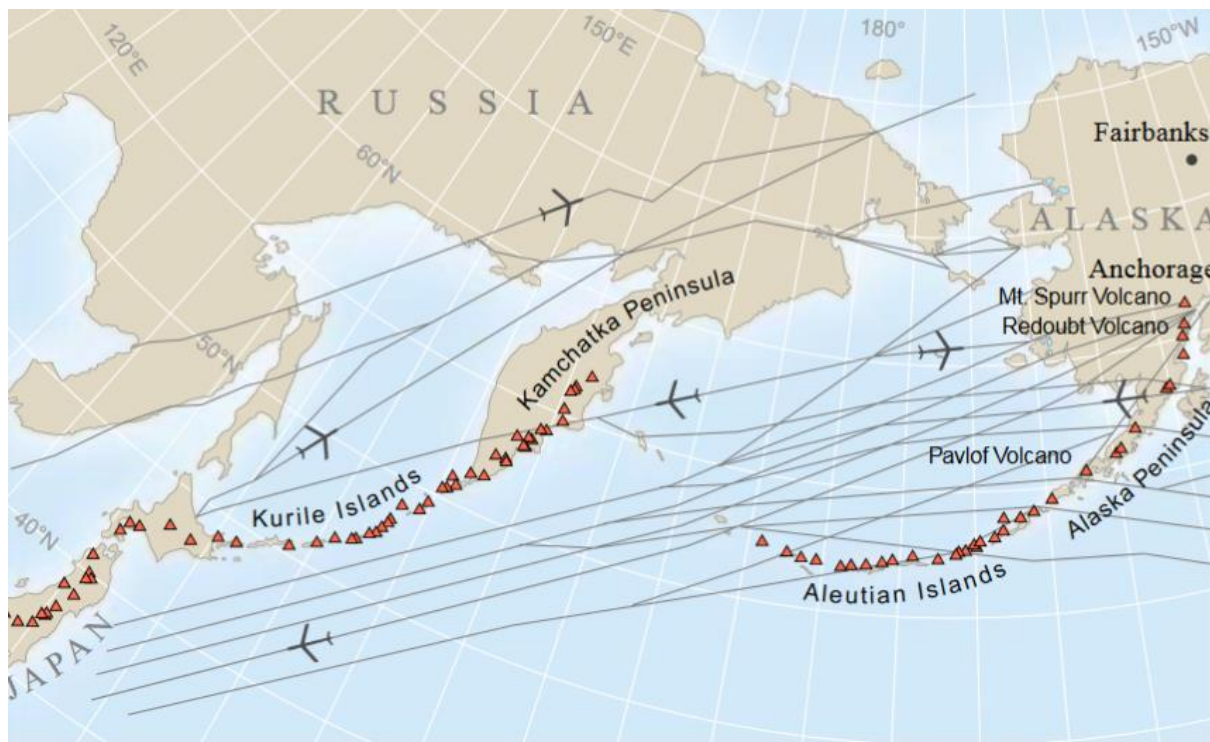 120°E
150°E
180°
150°W
RUSSIA
Fairbanks
60°N
ALASKA
Anchorage
Mt. Spurr Volcano
Redoubt Volcano
Kamchatka Peninsula
50°N
Pavlof Volcano
Alaska Peninsula
Kurile Islands
40°N
Aleutian Islands
JAPAN